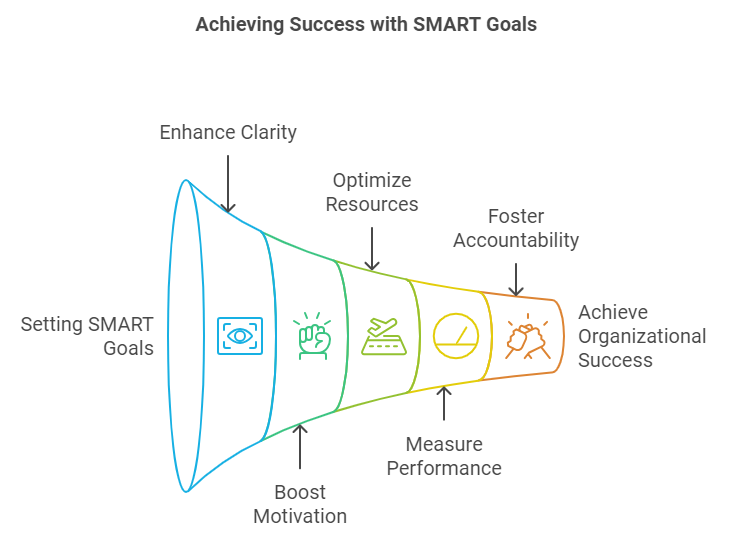 Achieving Success with SMART Goals
Enhance Clarity
Optimize
Resources
Foster
Accountability
Setting SMART
Goals
Achieve
Organizational
Success
Measure
Performance
Boost
Motivation